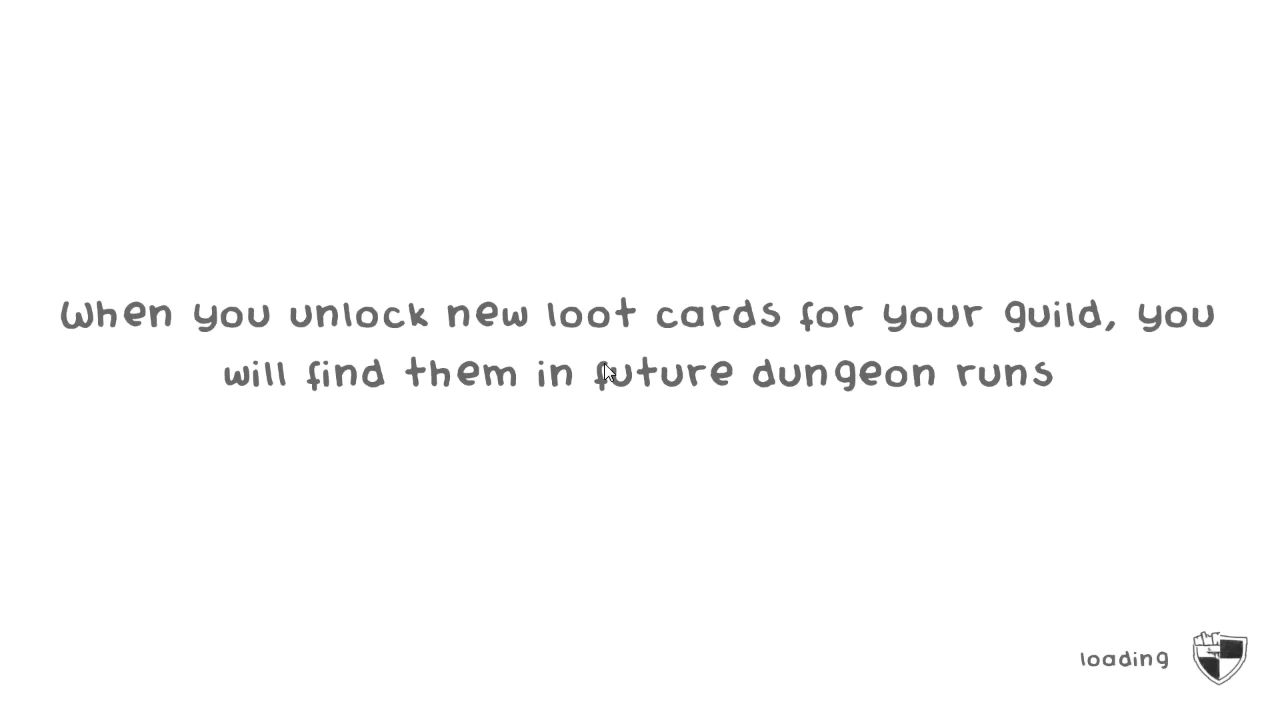 When you unlock new loot cards for your guild, you
will find them in future dungeon runs
loading